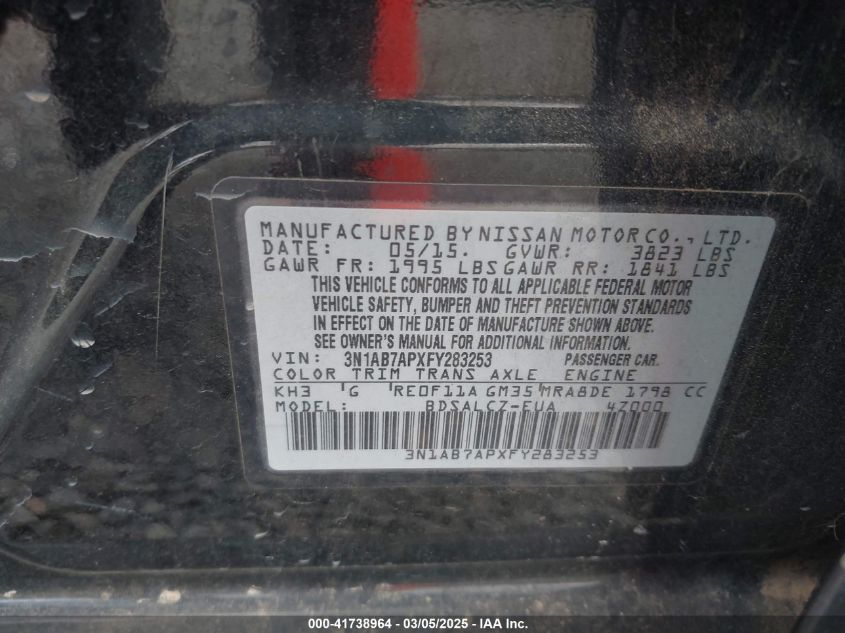 MANUFACTURED BY NISSAN MOTOR CO., LTD.
DATE: 05/15. GVWR: 3823 LBS
GAWR FR: 1995 LBS GAWR RR: 1841 LBS
THIS VEHICLE CONFORMS TO ALL APPLICABLE FEDERAL MOTOR
VEHICLE SAFETY, BUMPER AND THEFT PREVENTION STANDARDS
IN EFFECT ON THE DATE OF MANUFACTURE SHOWN ABOVE.
SEE OWNER'S MANUAL FOR ADDITIONAL INFORMATION.
VIN: 3N1AB7APXFY283253 PASSENGER CAR.
COLOR TRIM TRANS AXLE ENGINE
KH3 'G 'RE0F11A GM35'MRA8DE 1798 CC
MODEL: BDSALCZ-EUA 4Z000
3N1AB7APXFY283253
000-41738964 - 03/05/2025 - IAA Inc.